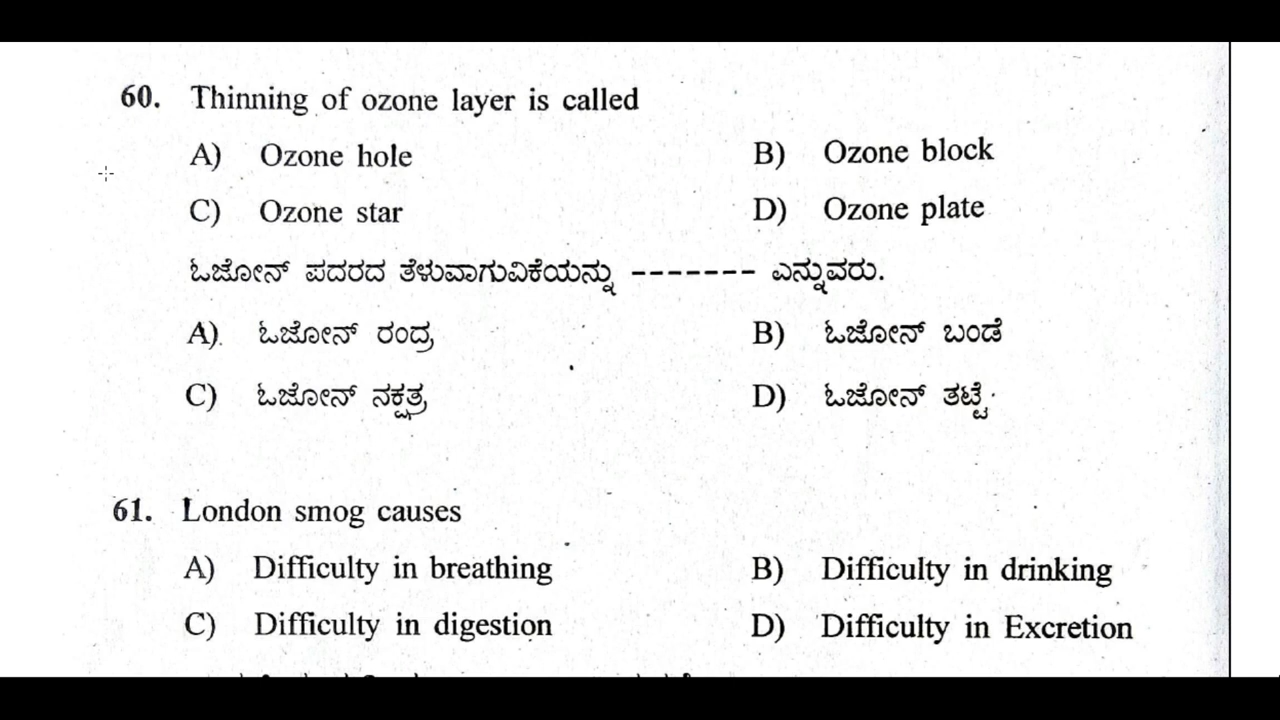 60. Thinning of ozone layer is called
A) Ozone hole B) Ozone block
C) Ozone star D) Ozone plate
ಓಜೋನ್ ಪದರದ ತೆಳುವಾಗುವಿಕೆಯನ್ನು ------- ಎನ್ನುವರು.
A) ಓಜೋನ್ ರಂದ್ರ B) ಓಜೋನ್ ಬಂಡೆ
C) ಓಜೋನ್ ನಕ್ಷತ್ರ D) ಓಜೋನ್ ತಟ್ಟೆ
61. London smog causes
A) Difficulty in breathing B) Difficulty in drinking
C) Difficulty in digestion D) Difficulty in Excretion